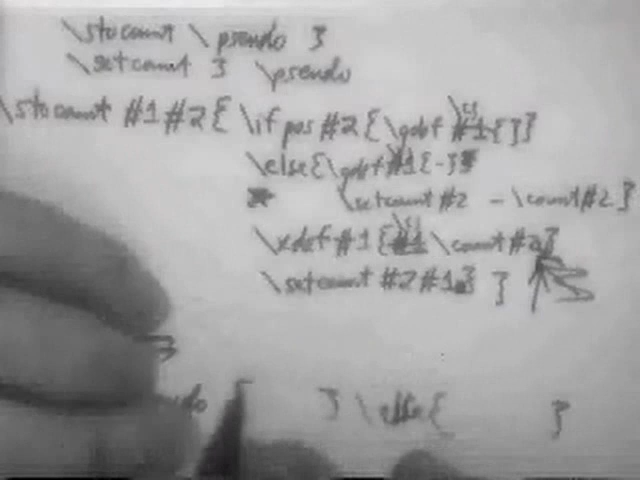 \stocount \pseudo 3
\setcount 3 \pseudo
\stocount #1#2{ \ifpos #2{\gdef #1{}}
\else{\gdef #1{-}
\setcount #2 - \count #2}
\xdef #1{#1 \count #2}
\setcount #2 #1 }
} \else{ }